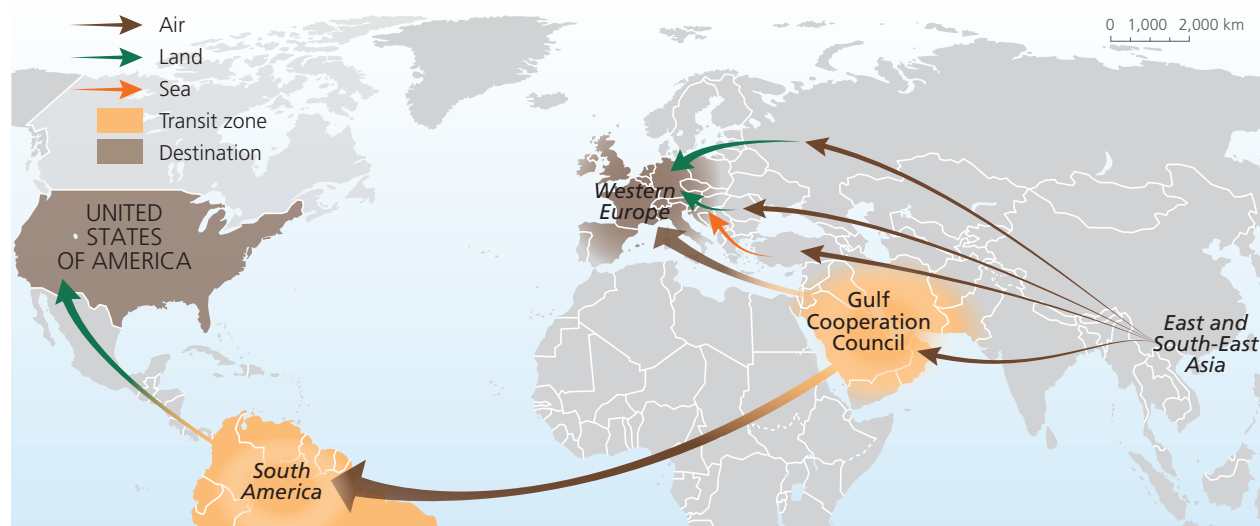 Air
Land
Sea
Transit zone
Destination
0 1,000 2,000 km
UNITED
STATES
OF AMERICA
Western
Europe
Gulf
Cooperation
Council
East and
South-East
Asia
South
America